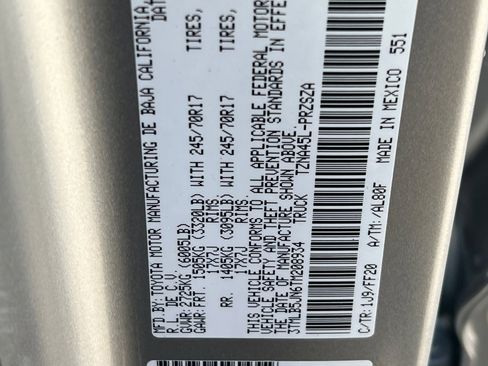 MFD. BY: TOYOTA MOTOR MANUFACTURING DE BAJA CALIFORNIA
S. R.L. DE C.V. DATE
GVWR: 2725KG (6005LB)
GAWR: FRT. 1505KG (3320LB) WITH 245/70R17 TIRES,
17X7J RIMS,
RR. 1405KG (3095LB) WITH 245/70R17 TIRES,
17X7J RIMS,
THIS VEHICLE CONFORMS TO ALL APPLICABLE FEDERAL MOTOR
VEHICLE SAFETY AND THEFT PREVENTION STANDARDS IN EFFE
THE DATE OF MANUFACTURE SHOWN ABOVE.
3TMLB5JN6TM208934 TRUCK TZNA45L-PRZSZA
C/TR: 1J9/FF20 A/TM: /AL80F MADE IN MEXICO 551